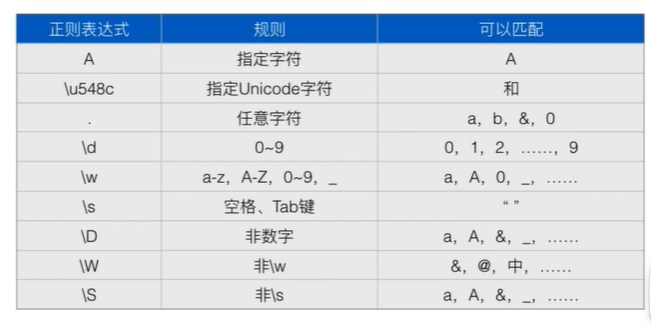 正则表达式 规则 可以匹配
A 指定字符 A
\u548c 指定Unicode字符 和
. 任意字符 a，b，&，0
\d 0~9 0，1，2，……，9
\w a-z，A-Z，0~9，_ a，A，0，_，……
\s 空格、Tab键 “ ”
\D 非数字 a，A，&，_，……
\W 非\w &，@，中，……
\S 非\s a，A，&，_，……